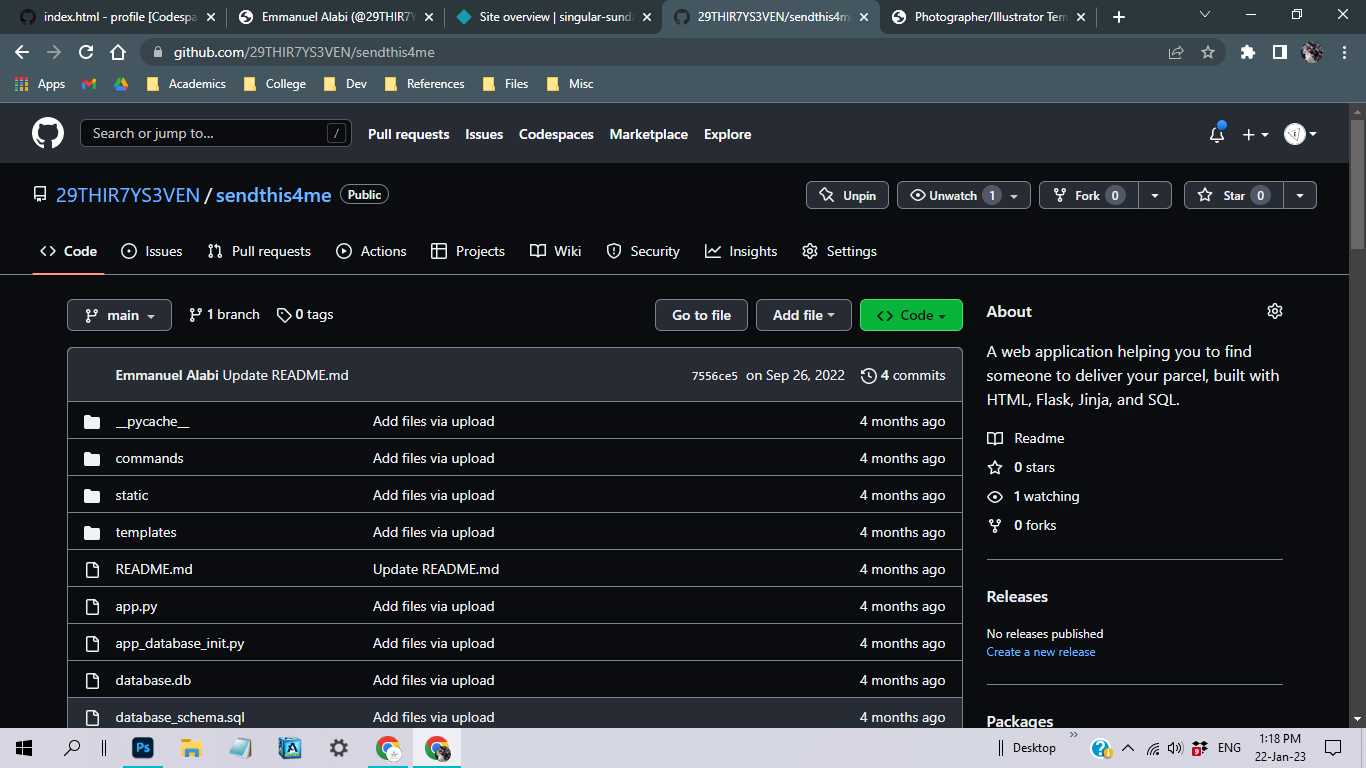 index.html - profile [Codespa
Emmanuel Alabi (@29THIR7Y
Site overview | singular-sund
29THIR7YS3VEN/sendthis4m
Photographer/Illustrator Tem
github.com/29THIR7YS3VEN/sendthis4me
Apps
Academics
College
Dev
References
Files
Misc
Search or jump to...
/
Pull requests
Issues
Codespaces
Marketplace
Explore
29THIR7YS3VEN / sendthis4me
Public
Unpin
Unwatch 1
Fork 0
Star 0
Code
Issues
Pull requests
Actions
Projects
Wiki
Security
Insights
Settings
main
1 branch
0 tags
Go to file
Add file
Code
Emmanuel Alabi Update README.md
7556ce5 on Sep 26, 2022
4 commits
__pycache__ Add files via upload 4 months ago
commands Add files via upload 4 months ago
static Add files via upload 4 months ago
templates Add files via upload 4 months ago
README.md Update README.md 4 months ago
app.py Add files via upload 4 months ago
app_database_init.py Add files via upload 4 months ago
database.db Add files via upload 4 months ago
database_schema.sql Add files via upload 4 months ago
About
A web application helping you to find
someone to deliver your parcel, built with
HTML, Flask, Jinja, and SQL.
Readme
0 stars
1 watching
0 forks
Releases
No releases published
Create a new release
Packages
Ps
A
Desktop
9
ENG
1:18 PM
22-Jan-23